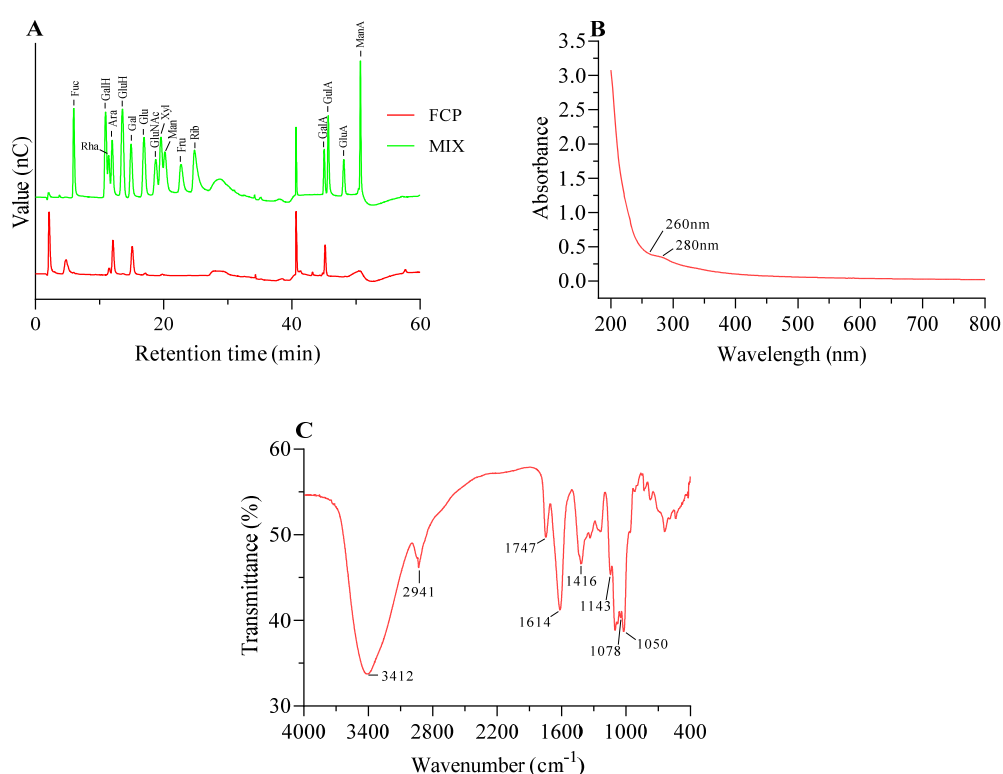 A
Fuc
Rha
GalH
Ara
GluH
Gal
Glu
GluNAc
Xyl
Man
Fru
Rib
GalA
GulA
GluA
ManA
FCP
MIX
Value (nC)
0 20 40 60
Retention time (min)
B
3.5
3.0
2.5
2.0
1.5
1.0
0.5
0.0
Absorbance
260nm
280nm
200 300 400 500 600 700 800
Wavelength (nm)
C
60
50
40
30
Transmittance (%)
1747
2941
1416
1143
1614
1078
1050
3412
4000 3400 2800 2200 1600 1000 400
Wavenumber (cm⁻¹)